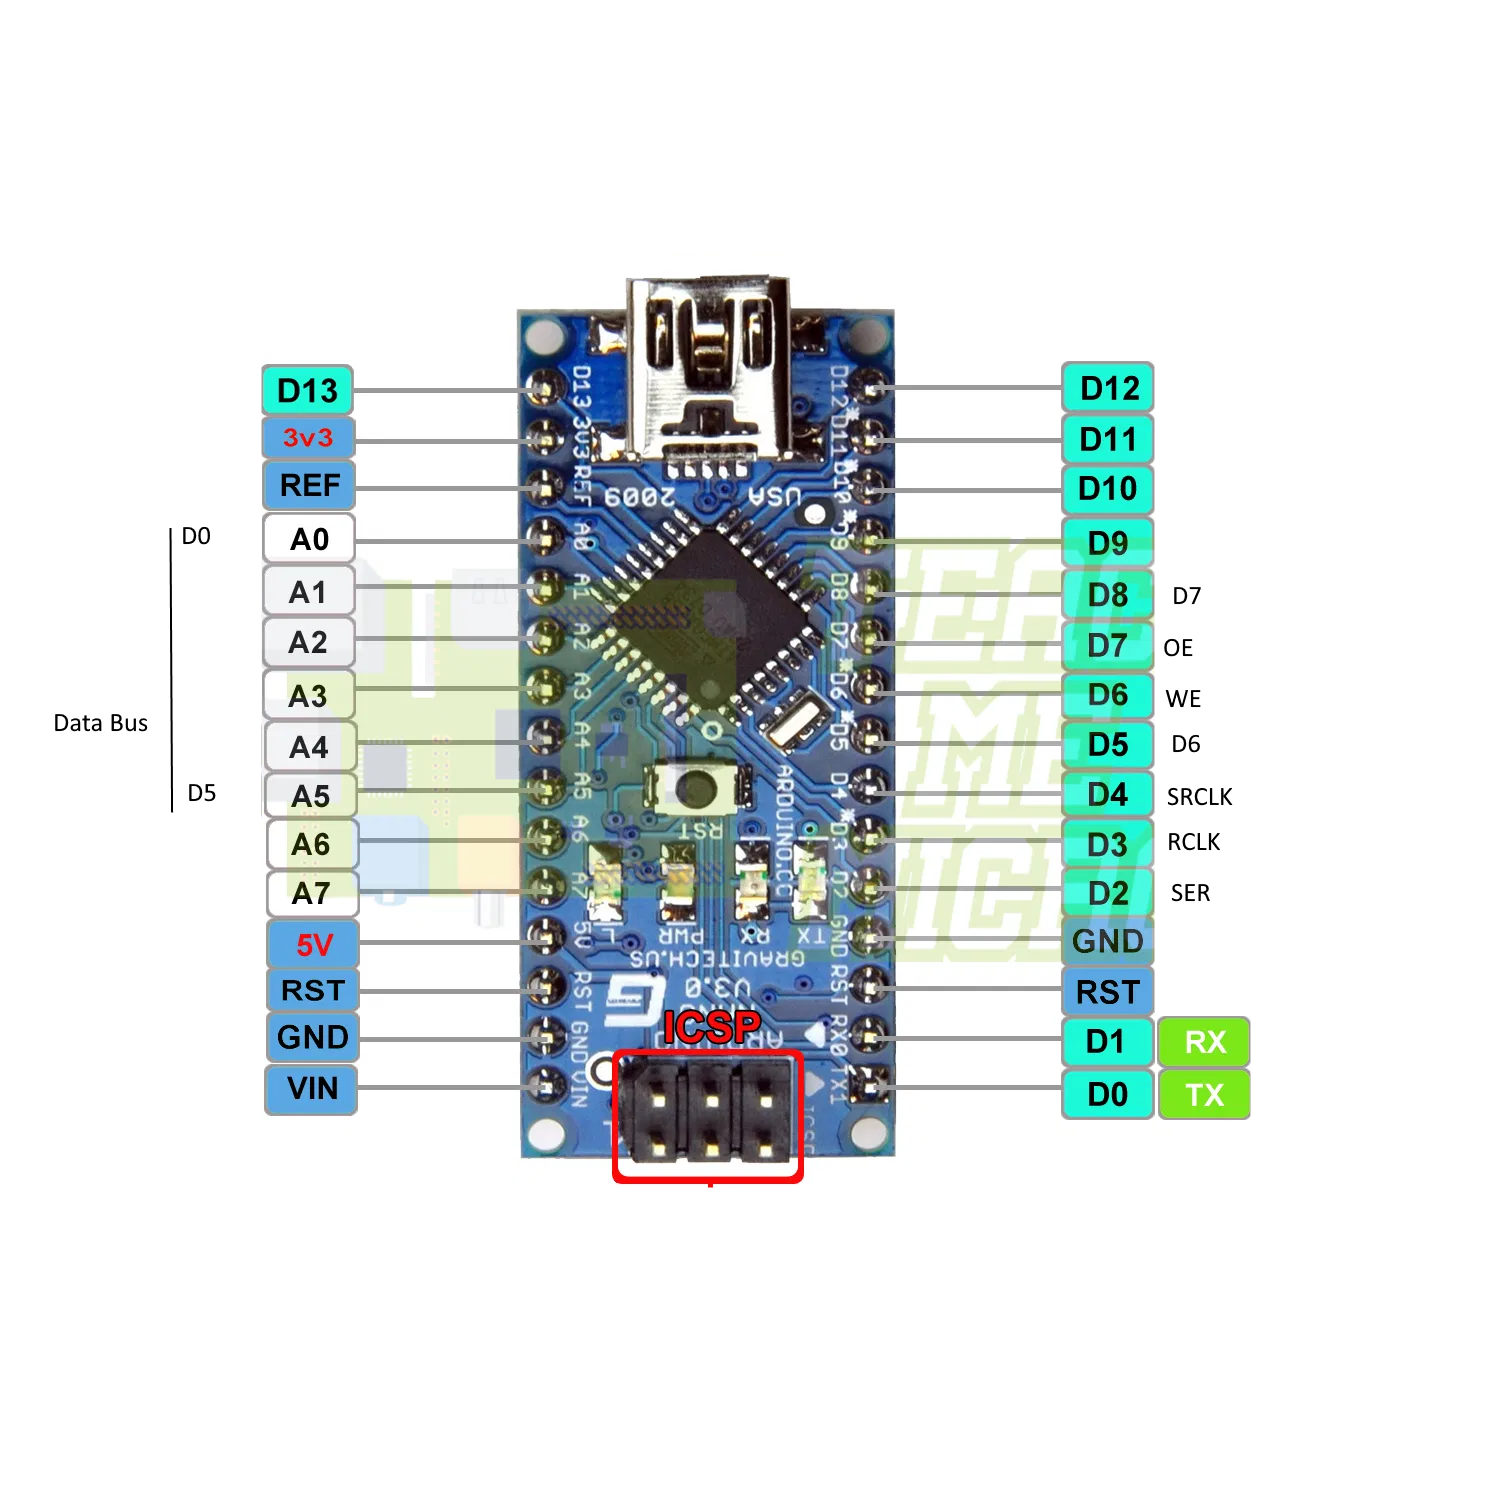 D13
3v3
REF
A0
A1
A2
A3
A4
A5
A6
A7
5V
RST
GND
VIN
D0
Data Bus
D5
D13
3V3
REF
A0
A1
A2
A3
A4
A5
A6
A7
5V
RST
GND
VIN
2009
USA
RST
ARDUINO.CC
L
PWR
RX
TX
GRAVITECH.US
V3.0
NANO
ARDUINO
ICSP
D12
D11
D10
D9
D8
D7
D6
D5
D4
D3
D2
GND
RST
RX0
TX1
ICSP
D12
D11
D10
D9
D8 D7
D7 OE
D6 WE
D5 D6
D4 SRCLK
D3 RCLK
D2 SER
GND
RST
D1 RX
D0 TX